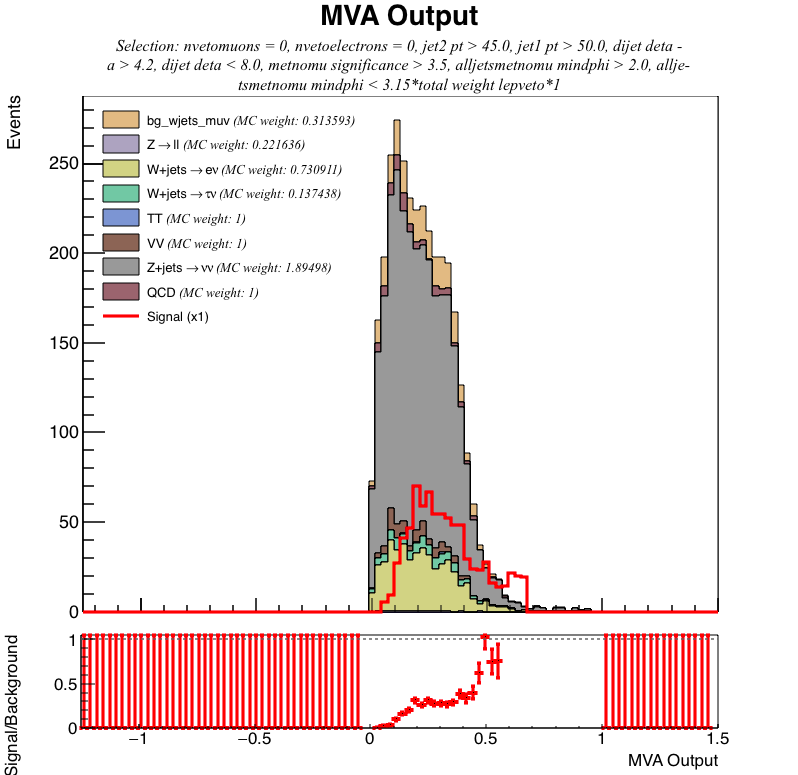 MVA Output
Selection: nvetomuons = 0, nvetoelectrons = 0, jet2 pt > 45.0, jet1 pt > 50.0, dijet deta -
a > 4.2, dijet deta < 8.0, metnomu significance > 3.5, alljetsmetnomu mindphi > 2.0, allje-
tsmetnomu mindphi < 3.15*total weight lepveto*1
Events
bg_wjets_muv (MC weight: 0.313593)
Z → ll (MC weight: 0.221636)
W+jets → eν (MC weight: 0.730911)
W+jets → τν (MC weight: 0.137438)
TT (MC weight: 1)
VV (MC weight: 1)
Z+jets → νν (MC weight: 1.89498)
QCD (MC weight: 1)
Signal (x1)
250
200
150
100
50
0
Signal/Background
1
0.5
0
−1 −0.5 0 0.5 1 1.5
MVA Output